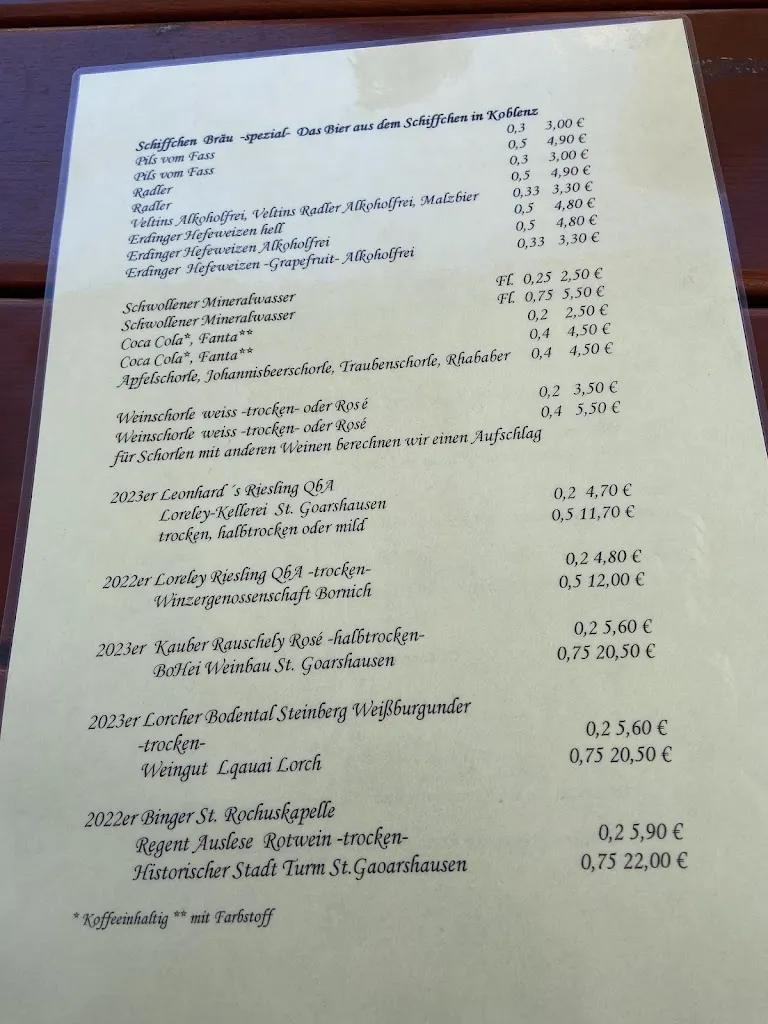 Schiffchen Bräu -spezial- Das Bier aus dem Schiffchen in Koblenz
Pils vom Fass 0,3 3,00 €
Pils vom Fass 0,5 4,90 €
Radler 0,3 3,00 €
Radler 0,5 4,90 €
Veltins Alkoholfrei, Veltins Radler Alkoholfrei, Malzbier 0,33 3,30 €
Erdinger Hefeweizen hell 0,5 4,80 €
Erdinger Hefeweizen Alkoholfrei 0,5 4,80 €
Erdinger Hefeweizen -Grapefruit- Alkoholfrei 0,33 3,30 €
Schwollener Mineralwasser Fl. 0,25 2,50 €
Schwollener Mineralwasser Fl. 0,75 5,50 €
Coca Cola*, Fanta** 0,2 2,50 €
Coca Cola*, Fanta** 0,4 4,50 €
Apfelschorle, Johannisbeerschorle, Traubenschorle, Rhababer 0,4 4,50 €
Weinschorle weiss -trocken- oder Rosé 0,2 3,50 €
Weinschorle weiss -trocken- oder Rosé 0,4 5,50 €
für Schorlen mit anderen Weinen berechnen wir einen Aufschlag
2023er Leonhard ´s Riesling QbA 0,2 4,70 €
Loreley-Kellerei St. Goarshausen 0,5 11,70 €
trocken, halbtrocken oder mild
2022er Loreley Riesling QbA -trocken- 0,2 4,80 €
Winzergenossenschaft Bornich 0,5 12,00 €
2023er Kauber Rauschely Rosé -halbtrocken- 0,2 5,60 €
BoHei Weinbau St. Goarshausen 0,75 20,50 €
2023er Lorcher Bodental Steinberg Weißburgunder
-trocken- 0,2 5,60 €
Weingut Lqauai Lorch 0,75 20,50 €
2022er Binger St. Rochuskapelle
Regent Auslese Rotwein -trocken- 0,2 5,90 €
Historischer Stadt Turm St.Gaoarshausen 0,75 22,00 €
* Koffeeinhaltig ** mit Farbstoff